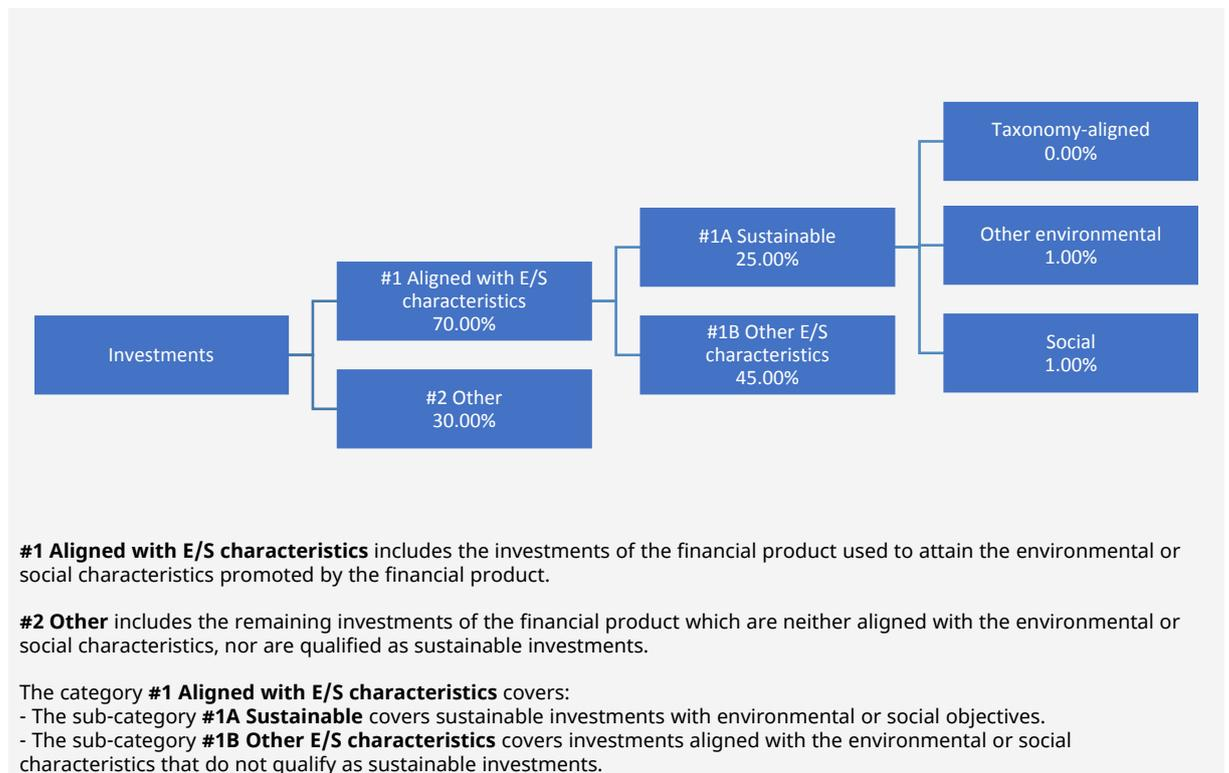 Taxonomy-aligned
0.00%
#1A Sustainable
25.00%
Other environmental
1.00%
#1 Aligned with E/S
characteristics
70.00%
Investments
#1B Other E/S
characteristics
45.00%
Social
1.00%
#2 Other
30.00%
#1 Aligned with E/S characteristics includes the investments of the financial product used to attain the environmental or
social characteristics promoted by the financial product.
#2 Other includes the remaining investments of the financial product which are neither aligned with the environmental or
social characteristics, nor are qualified as sustainable investments.
The category #1 Aligned with E/S characteristics covers:
- The sub-category #1A Sustainable covers sustainable investments with environmental or social objectives.
- The sub-category #1B Other E/S characteristics covers investments aligned with the environmental or social
characteristics that do not qualify as sustainable investments.